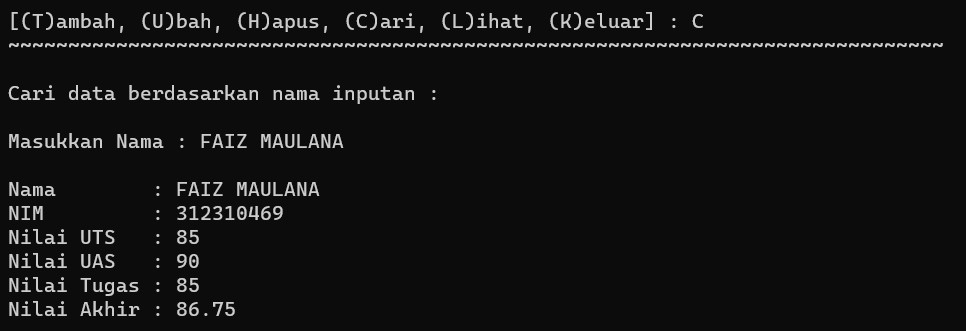 [(T)ambah, (U)bah, (H)apus, (C)ari, (L)ihat, (K)eluar] : C
~~~~~~~~~~~~~~~~~~~~~~~~~~~~~~~~~~~~~~~~~~~~~~~~~~~~~~~~~~~~~~~~~~~~~~~~~~~~~~
Cari data berdasarkan nama inputan :
Masukkan Nama : FAIZ MAULANA
Nama        : FAIZ MAULANA
NIM         : 312310469
Nilai UTS   : 85
Nilai UAS   : 90
Nilai Tugas : 85
Nilai Akhir : 86.75